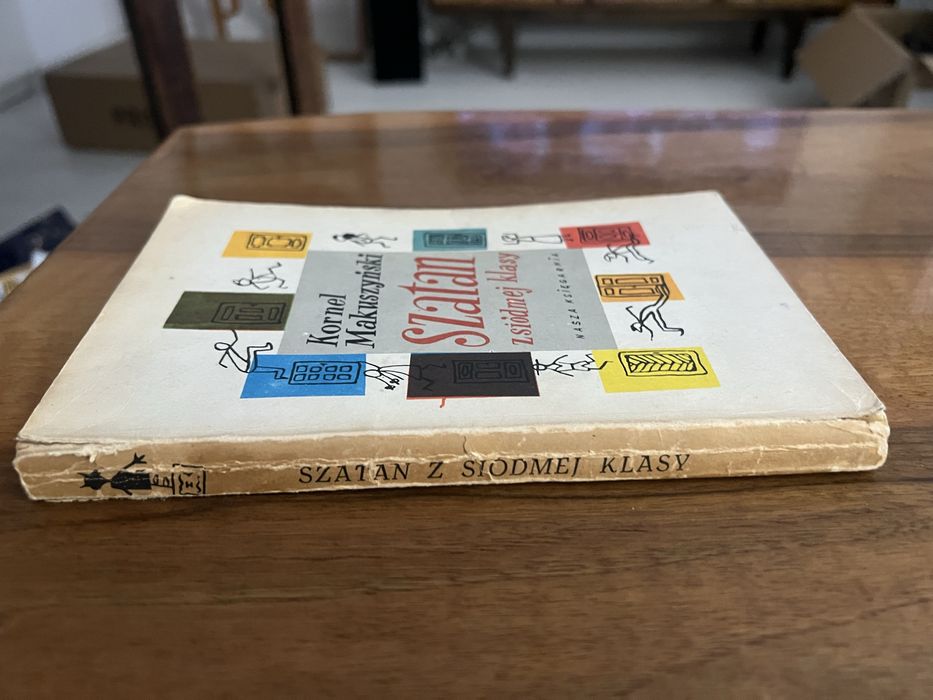 Kornel
Makuszyński
Szatan
z siódmej klasy
NASZA KSIĘGARNIA
SZATAN Z SIÓDMEJ KLASY